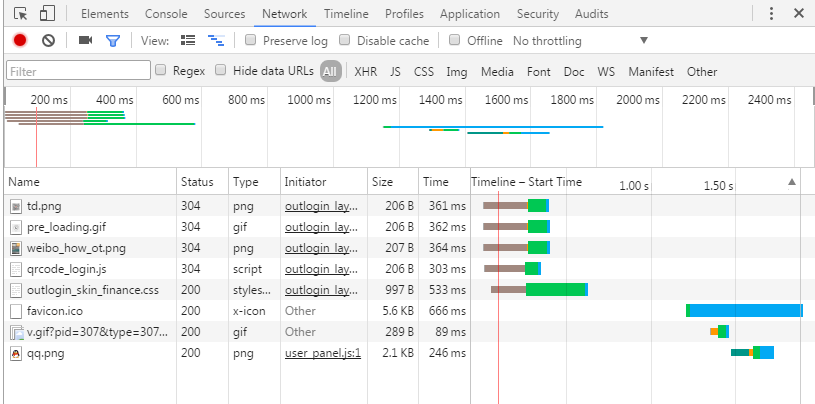 Elements Console Sources Network Timeline Profiles Application Security Audits
View: Preserve log Disable cache Offline No throttling
Filter Regex Hide data URLs All XHR JS CSS Img Media Font Doc WS Manifest Other
200 ms 400 ms 600 ms 800 ms 1000 ms 1200 ms 1400 ms 1600 ms 1800 ms 2000 ms 2200 ms 2400 ms
Name Status Type Initiator Size Time Timeline – Start Time 1.00 s 1.50 s
td.png 304 png outlogin_lay... 206 B 361 ms
pre_loading.gif 304 gif outlogin_lay... 206 B 362 ms
weibo_how_ot.png 304 png outlogin_lay... 207 B 364 ms
qrcode_login.js 304 script outlogin_lay... 206 B 303 ms
outlogin_skin_finance.css 200 styles... outlogin_lay... 997 B 533 ms
favicon.ico 200 x-icon Other 5.6 KB 666 ms
v.gif?pid=307&type=307... 200 gif Other 289 B 89 ms
qq.png 200 png user_panel.js:1 2.1 KB 246 ms